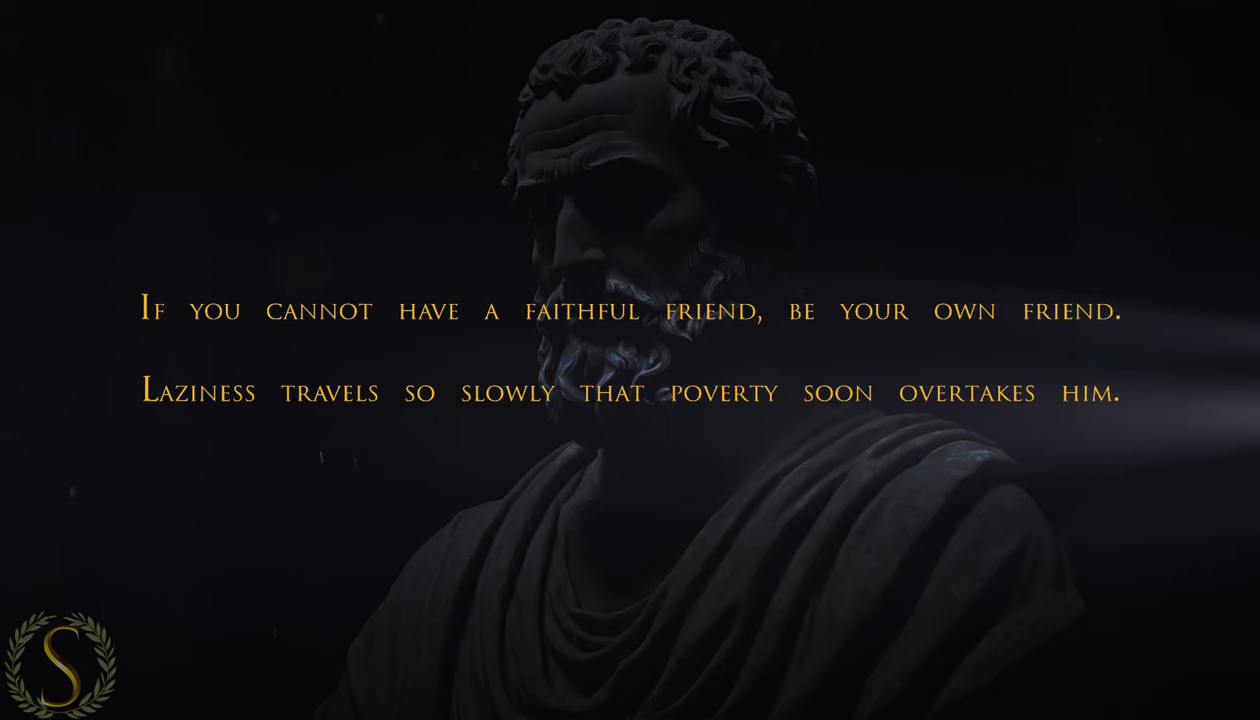 If you cannot have a faithful friend, be your own friend.
Laziness travels so slowly that poverty soon overtakes him.
S